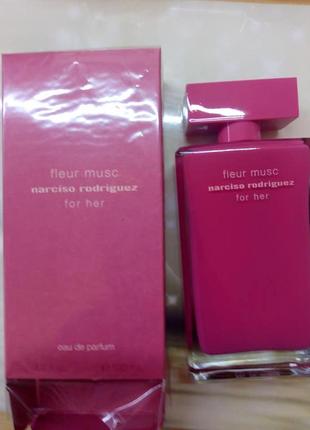 fleur musc
narciso rodriguez
for her
eau de parfum
fleur musc
narciso rodriguez
for her